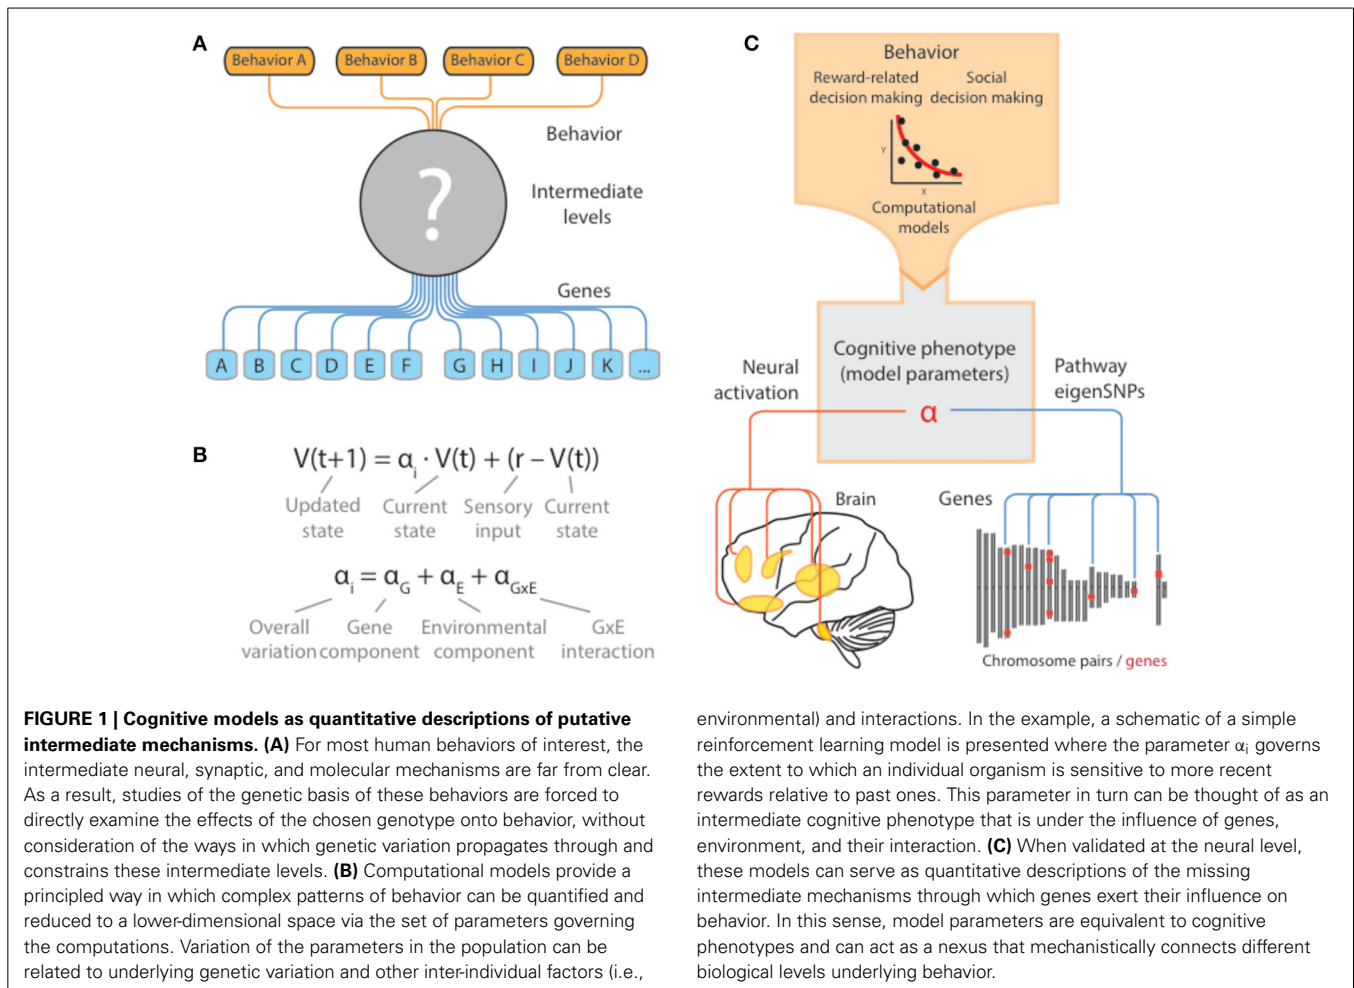 A
Behavior A
Behavior B
Behavior C
Behavior D
Behavior
?
Intermediate
levels
Genes
A B C D E F G H I J K ...
B
V(t+1) = αi · V(t) + (r – V(t))
Updated
state
Current
state
Sensory
input
Current
state
αi = αG + αE + αGxE
Overall
variation
Gene
component
Environmental
component
GxE
interaction
C
Behavior
Reward-related
decision making
Social
decision making
Y
X
Computational
models
Cognitive phenotype
(model parameters)
α
Neural
activation
Pathway
eigenSNPs
Brain
Genes
Chromosome pairs / genes
FIGURE 1 | Cognitive models as quantitative descriptions of putative
intermediate mechanisms. (A) For most human behaviors of interest, the
intermediate neural, synaptic, and molecular mechanisms are far from clear.
As a result, studies of the genetic basis of these behaviors are forced to
directly examine the effects of the chosen genotype onto behavior, without
consideration of the ways in which genetic variation propagates through and
constrains these intermediate levels. (B) Computational models provide a
principled way in which complex patterns of behavior can be quantified and
reduced to a lower-dimensional space via the set of parameters governing
the computations. Variation of the parameters in the population can be
related to underlying genetic variation and other inter-individual factors (i.e.,
environmental) and interactions. In the example, a schematic of a simple
reinforcement learning model is presented where the parameter αi governs
the extent to which an individual organism is sensitive to more recent
rewards relative to past ones. This parameter in turn can be thought of as an
intermediate cognitive phenotype that is under the influence of genes,
environment, and their interaction. (C) When validated at the neural level,
these models can serve as quantitative descriptions of the missing
intermediate mechanisms through which genes exert their influence on
behavior. In this sense, model parameters are equivalent to cognitive
phenotypes and can act as a nexus that mechanistically connects different
biological levels underlying behavior.